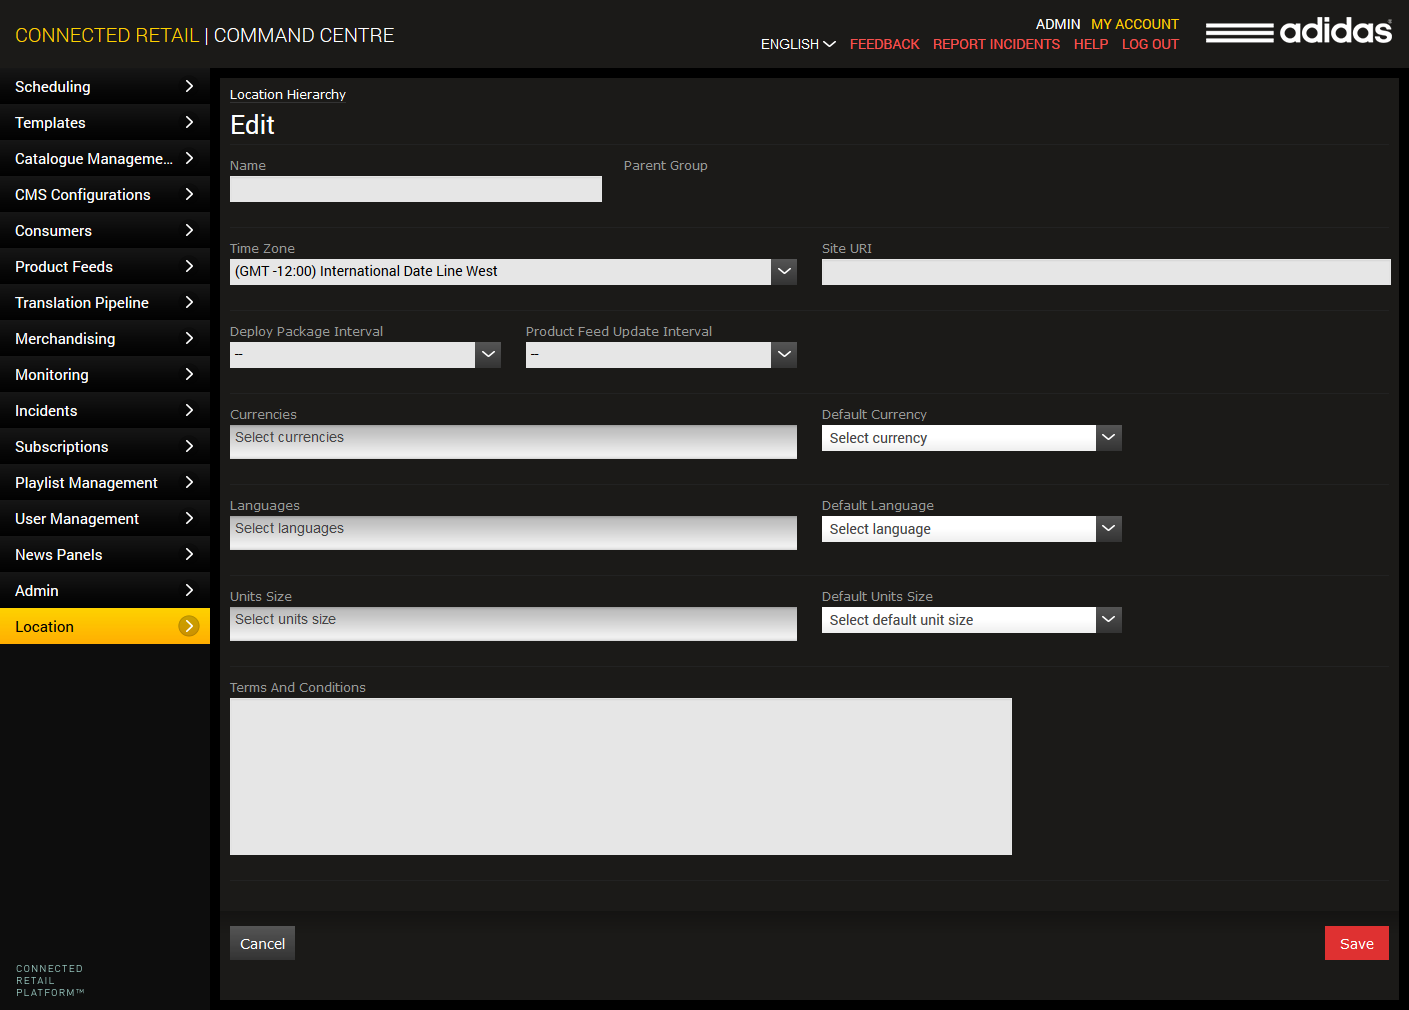 CONNECTED RETAIL | COMMAND CENTRE
ADMIN MY ACCOUNT
ENGLISH FEEDBACK REPORT INCIDENTS HELP LOG OUT
adidas
Scheduling
Templates
Catalogue Manageme...
CMS Configurations
Consumers
Product Feeds
Translation Pipeline
Merchandising
Monitoring
Incidents
Subscriptions
Playlist Management
User Management
News Panels
Admin
Location
CONNECTED
RETAIL
PLATFORM™
Location Hierarchy
Edit
Name Parent Group
Time Zone Site URI
(GMT -12:00) International Date Line West
Deploy Package Interval Product Feed Update Interval
-- --
Currencies Default Currency
Select currencies Select currency
Languages Default Language
Select languages Select language
Units Size Default Units Size
Select units size Select default unit size
Terms And Conditions
Cancel Save